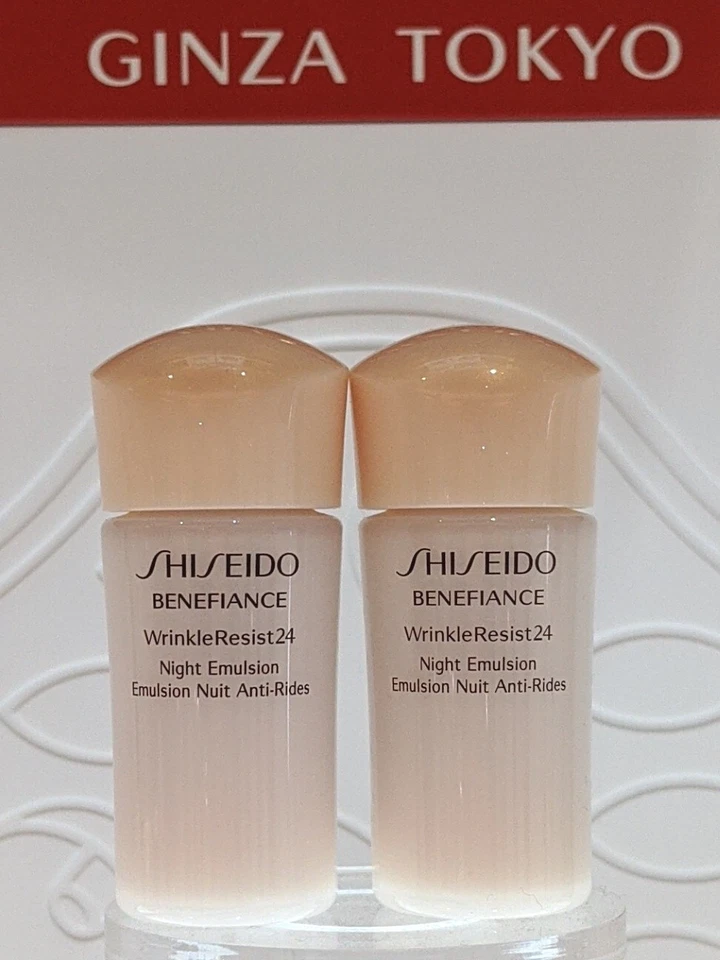 GINZA TOKYO
SHISEIDO
BENEFIANCE
WrinkleResist24
Night Emulsion
Emulsion Nuit Anti-Rides
SHISEIDO
BENEFIANCE
WrinkleResist24
Night Emulsion
Emulsion Nuit Anti-Rides